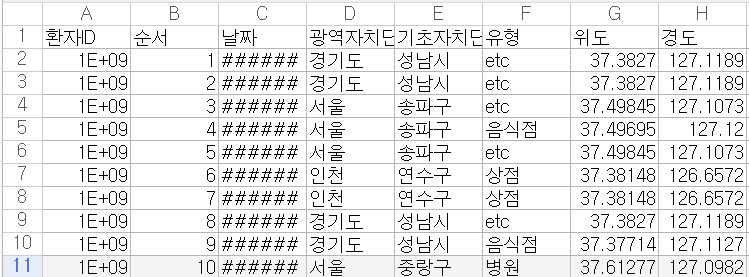 A B C D E F G H
1 환자ID 순서 날짜 광역자치단 기초자치단 유형 위도 경도
2 1E+09 1 ###### 경기도 성남시 etc 37.3827 127.1189
3 1E+09 2 ###### 경기도 성남시 etc 37.3827 127.1189
4 1E+09 3 ###### 서울 송파구 etc 37.49845 127.1073
5 1E+09 4 ###### 서울 송파구 음식점 37.49695 127.12
6 1E+09 5 ###### 서울 송파구 etc 37.49845 127.1073
7 1E+09 6 ###### 인천 연수구 상점 37.38148 126.6572
8 1E+09 7 ###### 인천 연수구 상점 37.38148 126.6572
9 1E+09 8 ###### 경기도 성남시 etc 37.3827 127.1189
10 1E+09 9 ###### 경기도 성남시 음식점 37.37714 127.1127
11 1E+09 10 ###### 서울 중랑구 병원 37.61277 127.0982